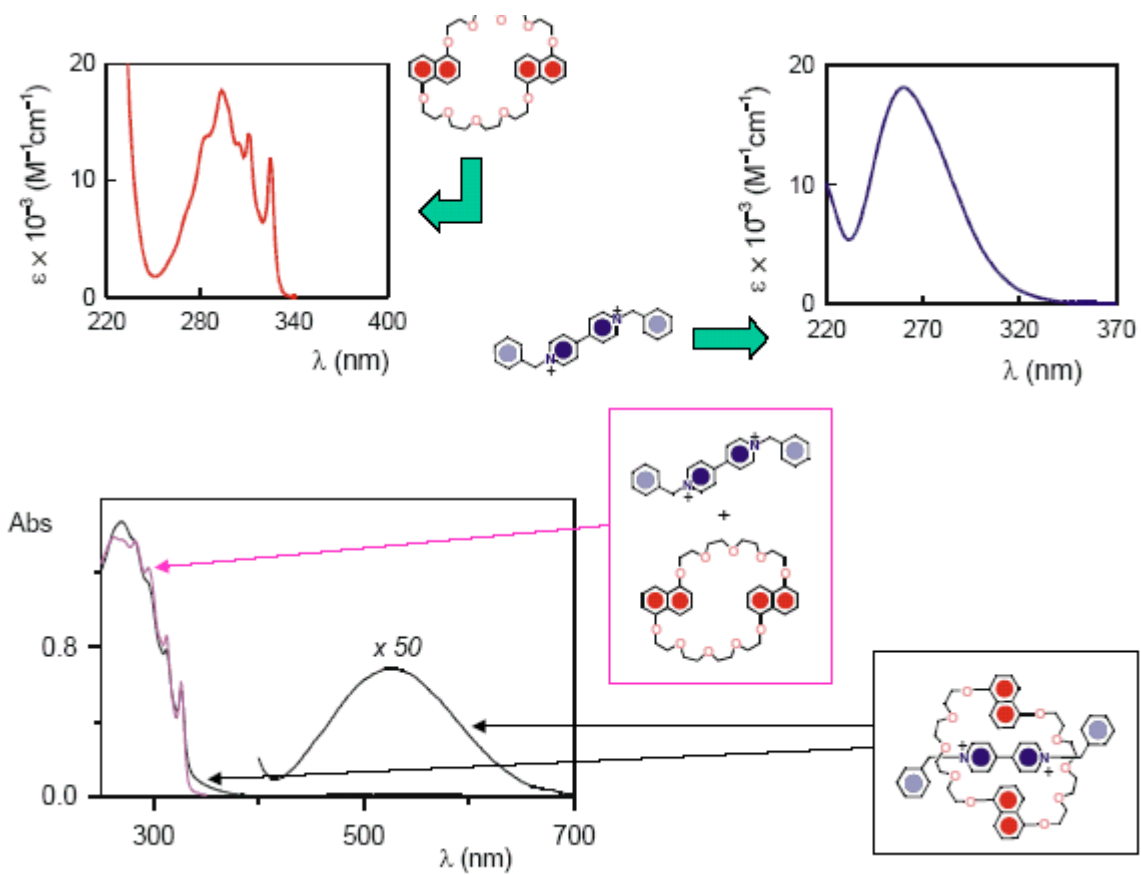 20
10
0
220
280
340
400
ε × 10⁻³ (M⁻¹cm⁻¹)
λ (nm)
O O O
O O
O O
O O O
20
10
0
220
270
320
370
ε × 10⁻³ (M⁻¹cm⁻¹)
λ (nm)
+
N
N
+
Abs
0.8
0.0
300
500
700
λ (nm)
x 50
+
N
N
+
+
O O O
O O
O O
O O O
O O
O O
O O
+
N N
+
O O
O O